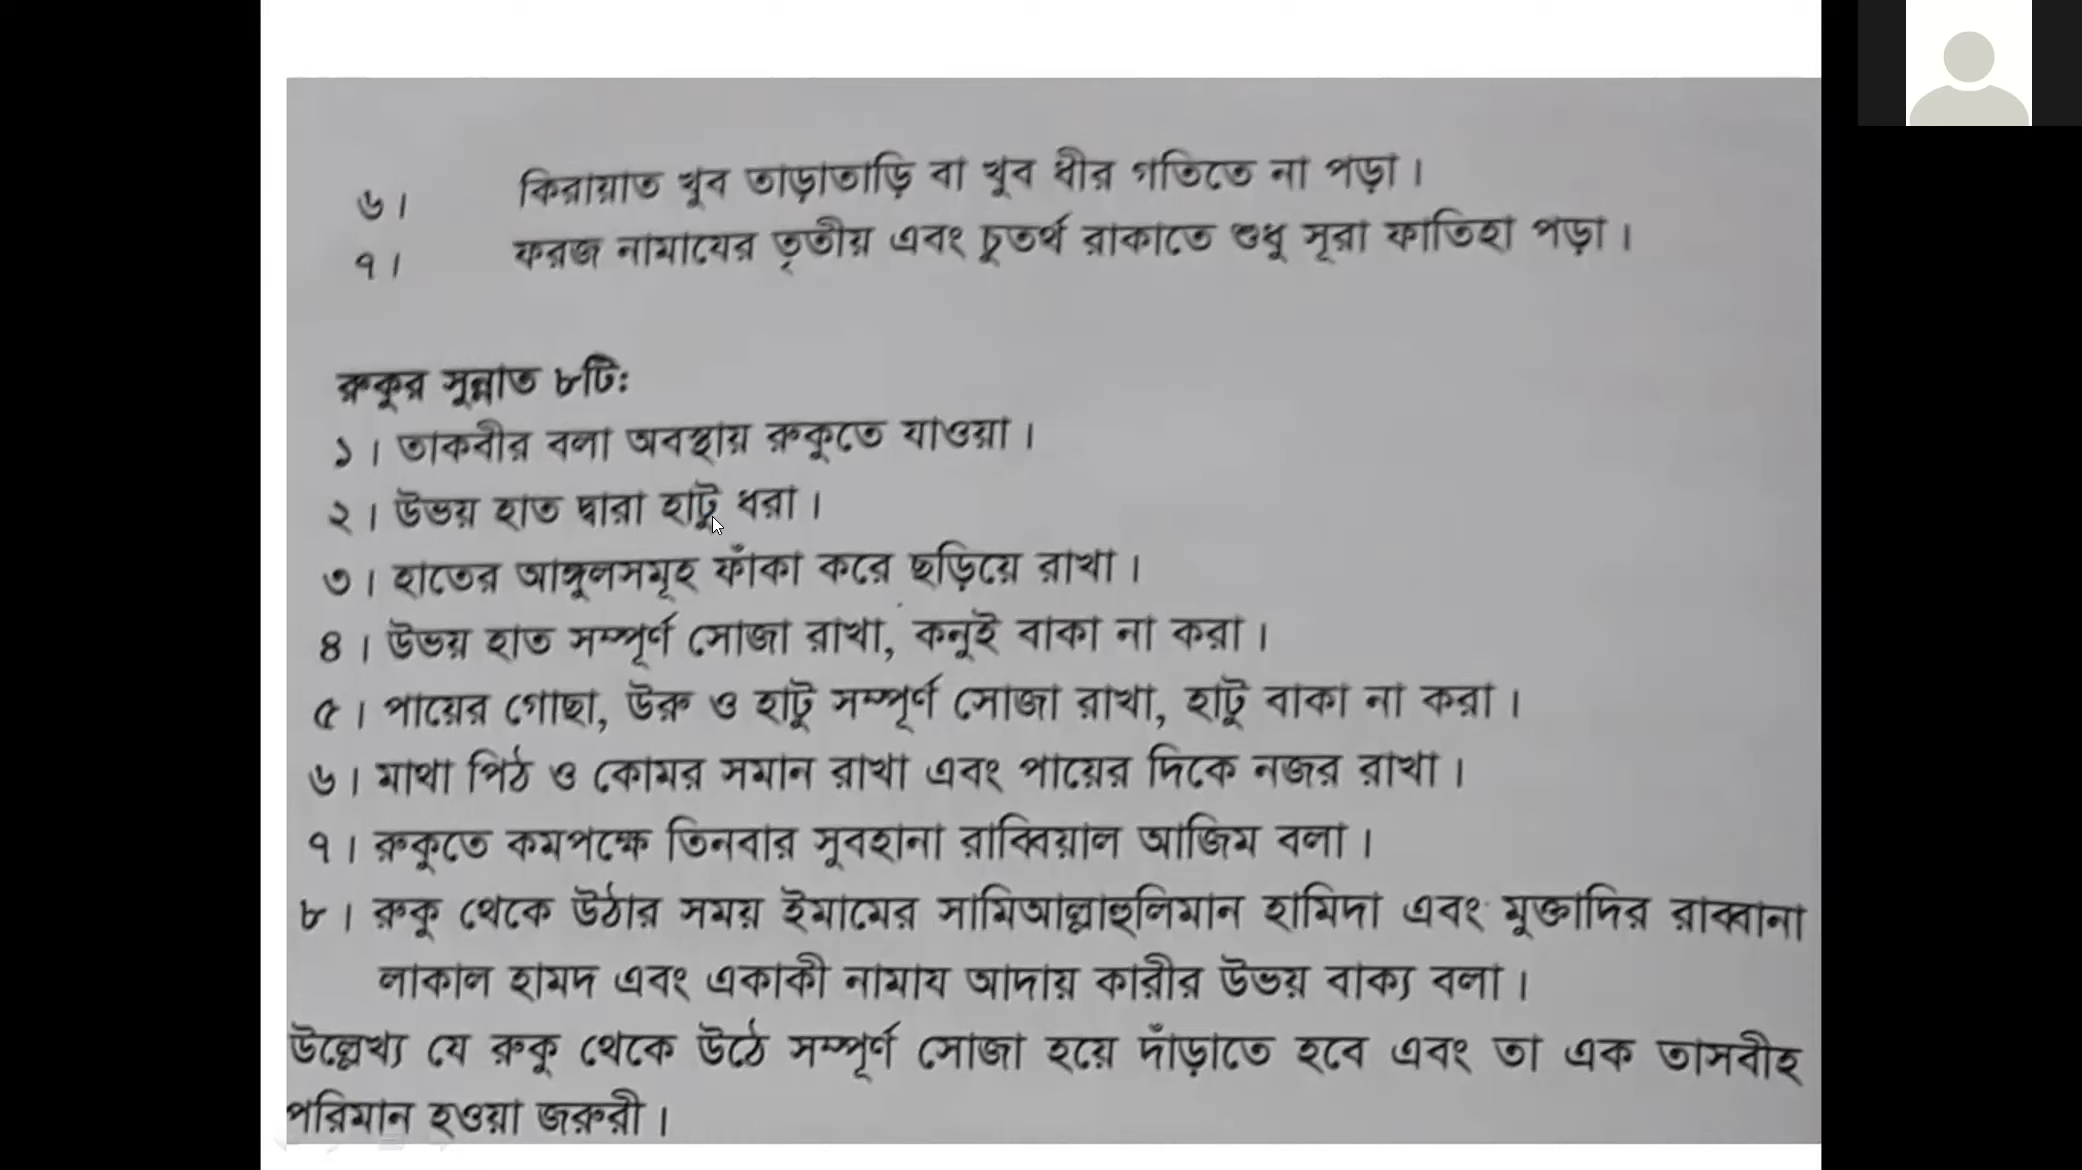 ৬। কিরায়াত খুব তাড়াতাড়ি বা খুব ধীর গতিতে না পড়া।
৭। ফরজ নামাযের তৃতীয় এবং চুতর্থ রাকাতে শুধু সূরা ফাতিহা পড়া।
রুকুর সুন্নাত ৮টি:
১। তাকবীর বলা অবস্থায় রুকুতে যাওয়া।
২। উভয় হাত দ্বারা হাটু ধরা।
৩। হাতের আঙ্গুলসমূহ ফাঁকা করে ছড়িয়ে রাখা।
৪। উভয় হাত সম্পূর্ণ সোজা রাখা, কনুই বাকা না করা।
৫। পায়ের গোছা, উরু ও হাটু সম্পূর্ণ সোজা রাখা, হাটু বাকা না করা।
৬। মাথা পিঠ ও কোমর সমান রাখা এবং পায়ের দিকে নজর রাখা।
৭। রুকুতে কমপক্ষে তিনবার সুবহানা রাব্বিয়াল আজিম বলা।
৮। রুকু থেকে উঠার সময় ইমামের সামিআল্লাহুলিমান হামিদা এবং মুক্তাদির রাব্বানা
লাকাল হামদ এবং একাকী নামায আদায় কারীর উভয় বাক্য বলা।
উল্লেখ্য যে রুকু থেকে উঠে সম্পূর্ণ সোজা হয়ে দাঁড়াতে হবে এবং তা এক তাসবীহ
পরিমান হওয়া জরুরী।